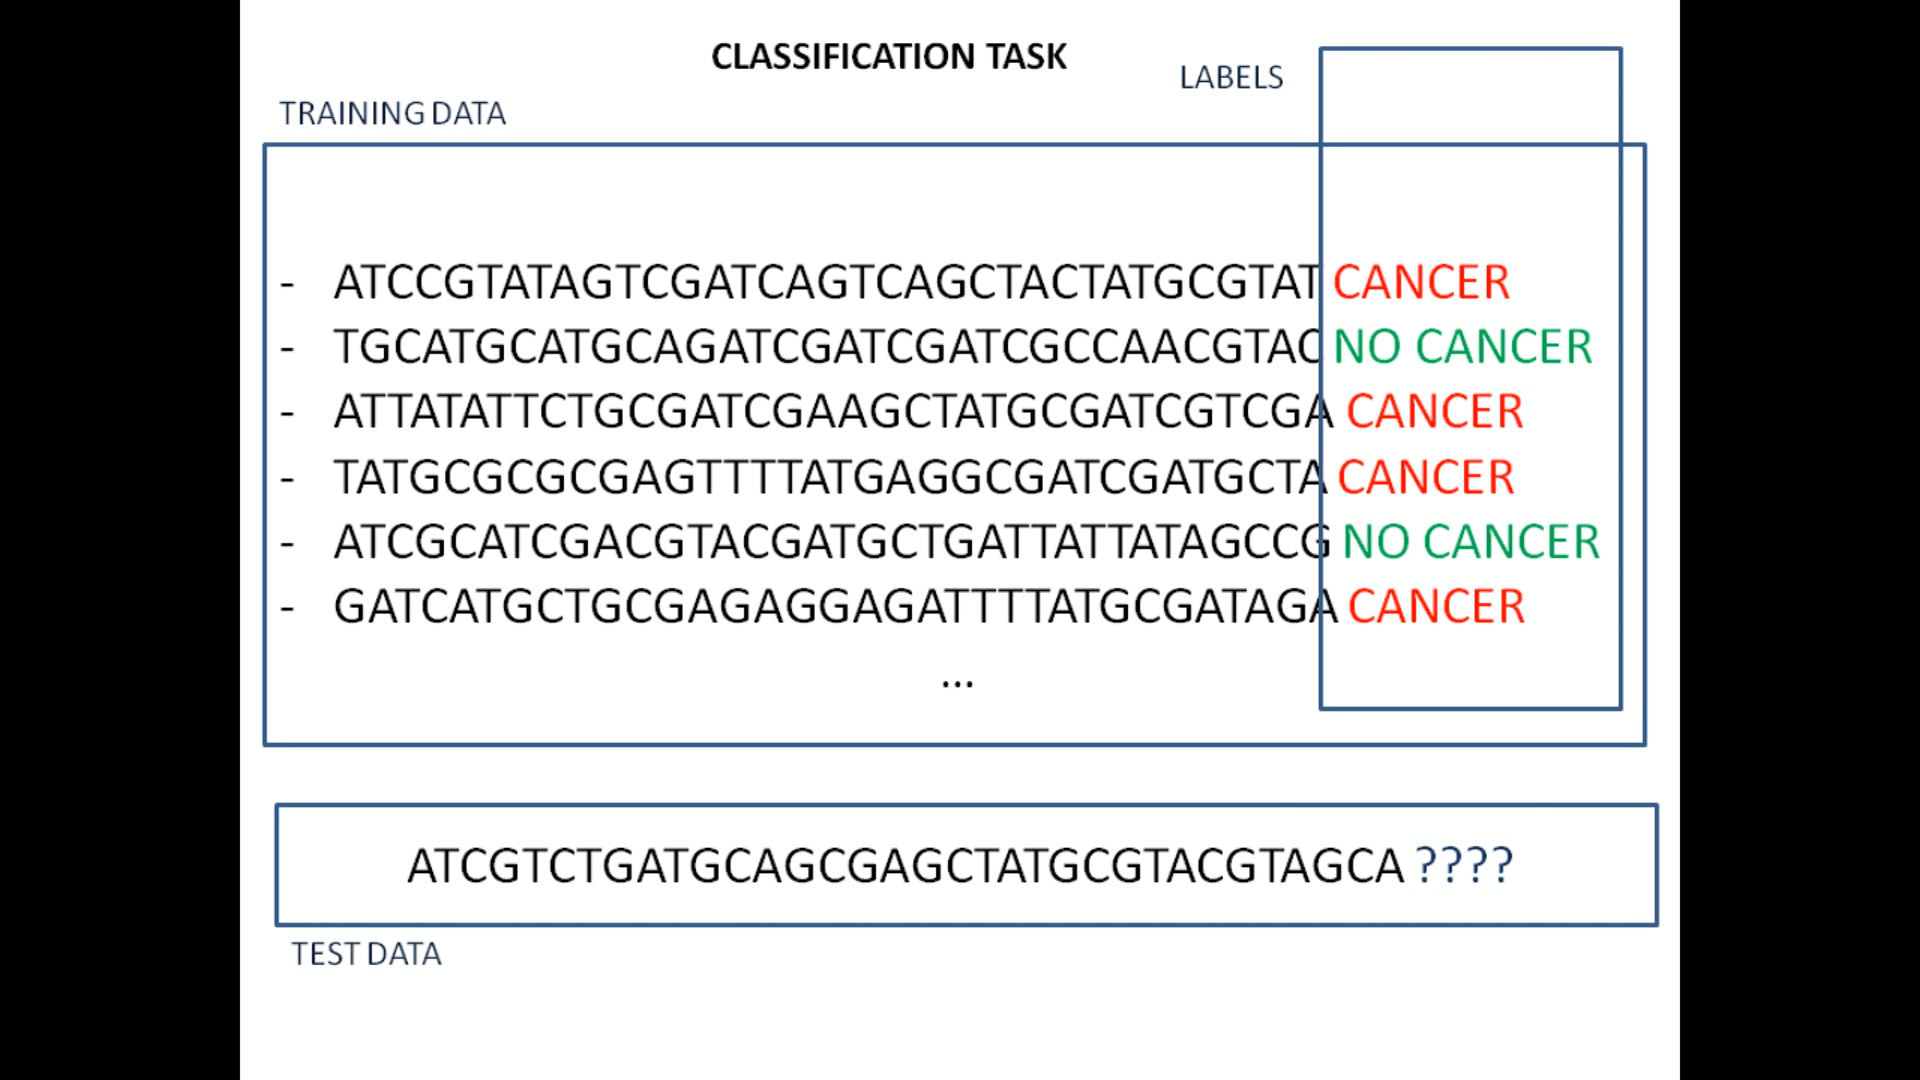 CLASSIFICATION TASK
LABELS
TRAINING DATA
- ATCCGTATAGTCGATCAGTCAGCTACTATGCGTAT CANCER
- TGCATGCATGCAGATCGATCGATCGCCAACGTAC NO CANCER
- ATTATATTCTGCGATCGAAGCTATGCGATCGTCGA CANCER
- TATGCGCGCGAGTTTTATGAGGCGATCGATGCTA CANCER
- ATCGCATCGACGTACGATGCTGATTATTATAGCCG NO CANCER
- GATCATGCTGCGAGAGGAGATTTTATGCGATAGA CANCER
...
ATCGTCTGATGCAGCGAGCTATGCGTACGTAGCA ????
TEST DATA